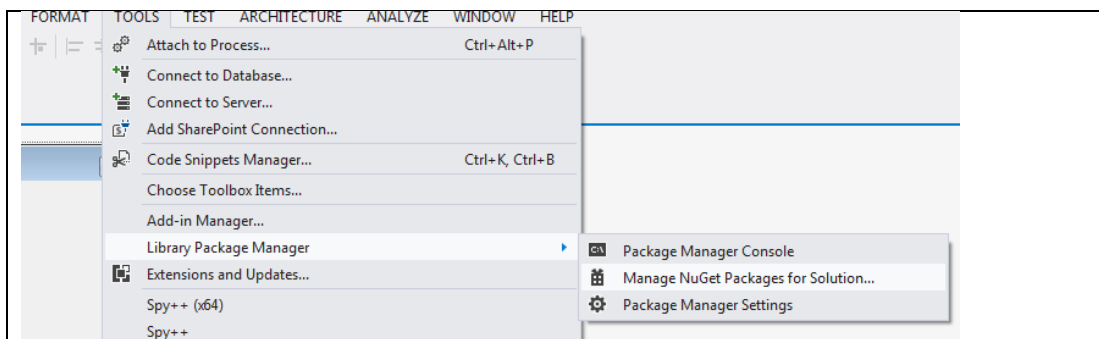 FORMAT TOOLS TEST ARCHITECTURE ANALYZE WINDOW HELP
Attach to Process... Ctrl+Alt+P
Connect to Database...
Connect to Server...
Add SharePoint Connection...
Code Snippets Manager... Ctrl+K, Ctrl+B
Choose Toolbox Items...
Add-in Manager...
Library Package Manager
Package Manager Console
Extensions and Updates...
Manage NuGet Packages for Solution...
Spy++ (x64)
Package Manager Settings
Spy++